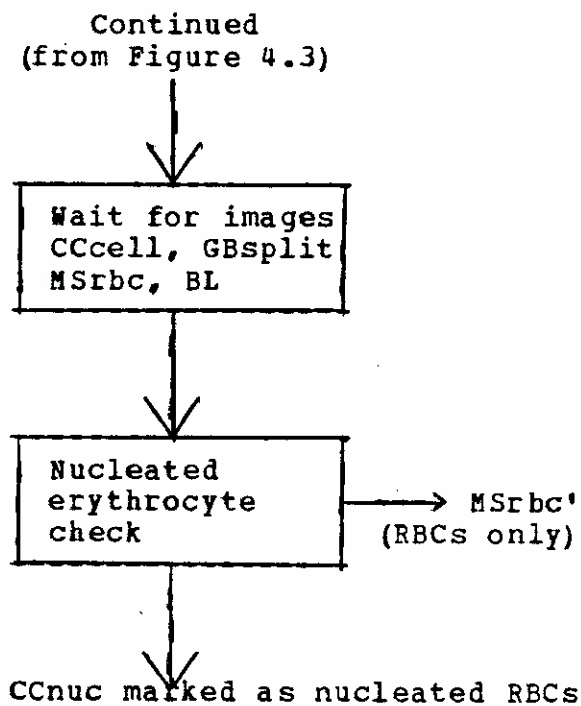 Continued
(from Figure 4.3)
Wait for images
CCcell, GBsplit
MSrbc, BL
Nucleated
erythrocyte
check
MSrbc'
(RBCs only)
CCnuc marked as nucleated RBCs